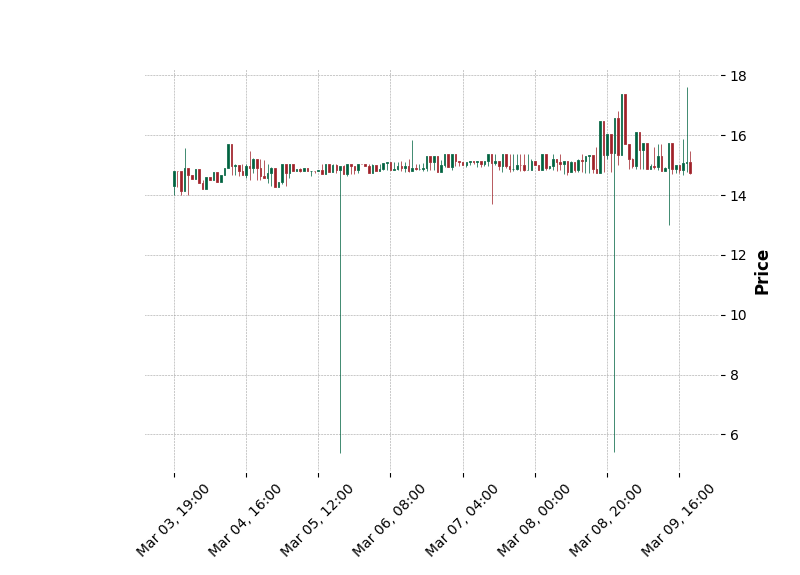 18
16
14
12
10
8
6
Price
Mar 03, 19:00
Mar 04, 16:00
Mar 05, 12:00
Mar 06, 08:00
Mar 07, 04:00
Mar 08, 00:00
Mar 08, 20:00
Mar 09, 16:00